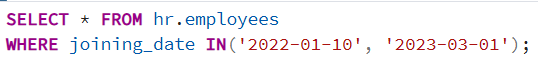 SELECT * FROM hr.employees
WHERE joining_date IN('2022-01-10', '2023-03-01');